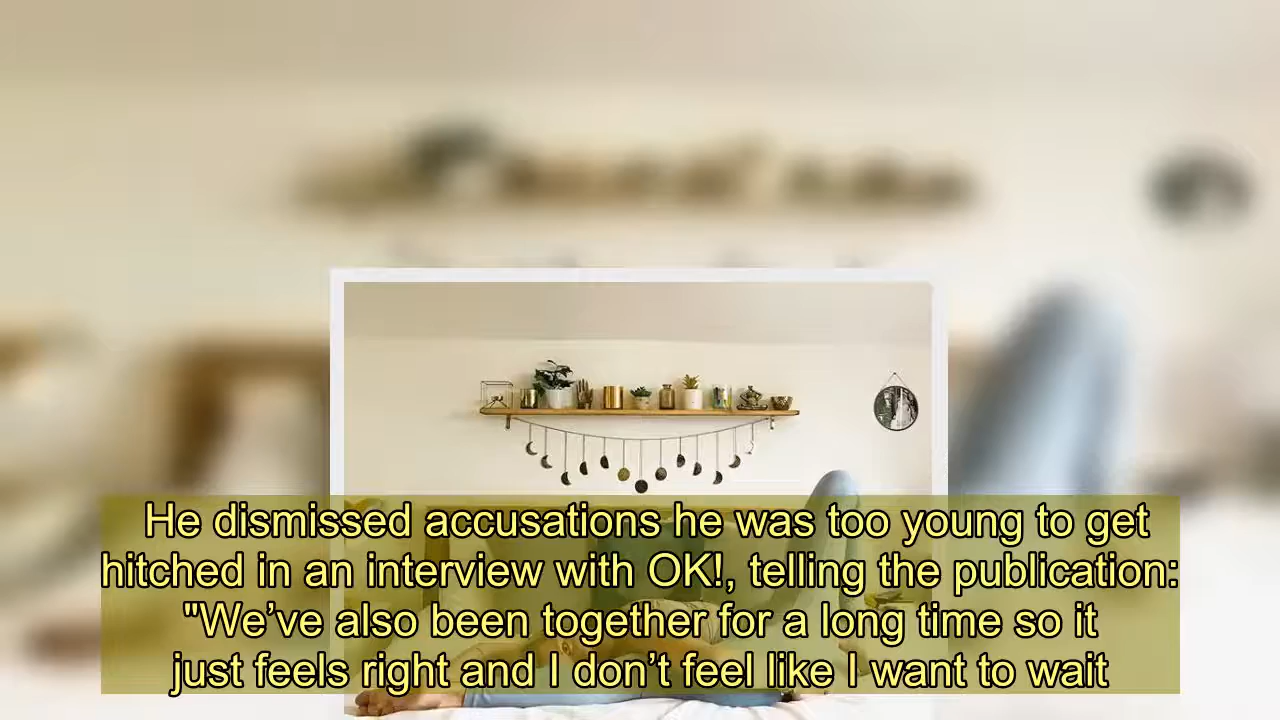 He dismissed accusations he was too young to get
hitched in an interview with OK!, telling the publication:
"We’ve also been together for a long time so it
just feels right and I don’t feel like I want to wait